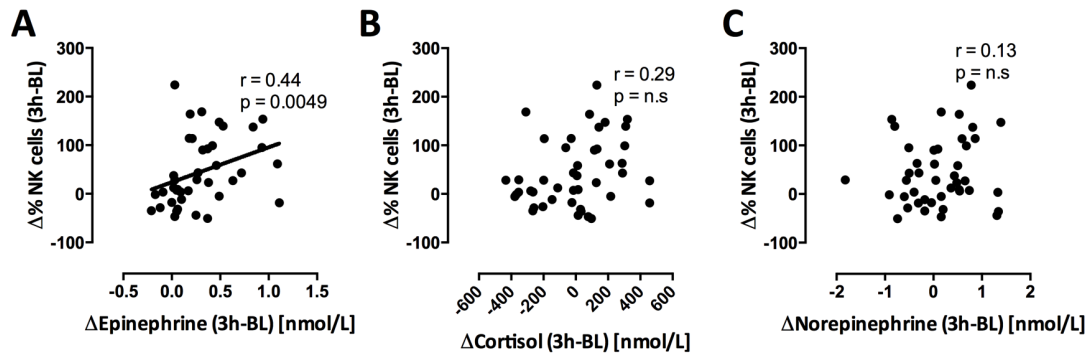 A
300
200
100
0
-100
Δ% NK cells (3h-BL)
r = 0.44
p = 0.0049
-0.5 0.0 0.5 1.0 1.5
ΔEpinephrine (3h-BL) [nmol/L]
B
300
200
100
0
-100
Δ% NK cells (3h-BL)
r = 0.29
p = n.s
-600 -400 -200 0 200 400 600
ΔCortisol (3h-BL) [nmol/L]
C
300
200
100
0
-100
Δ% NK cells (3h-BL)
r = 0.13
p = n.s
-2 -1 0 1 2
ΔNorepinephrine (3h-BL) [nmol/L]